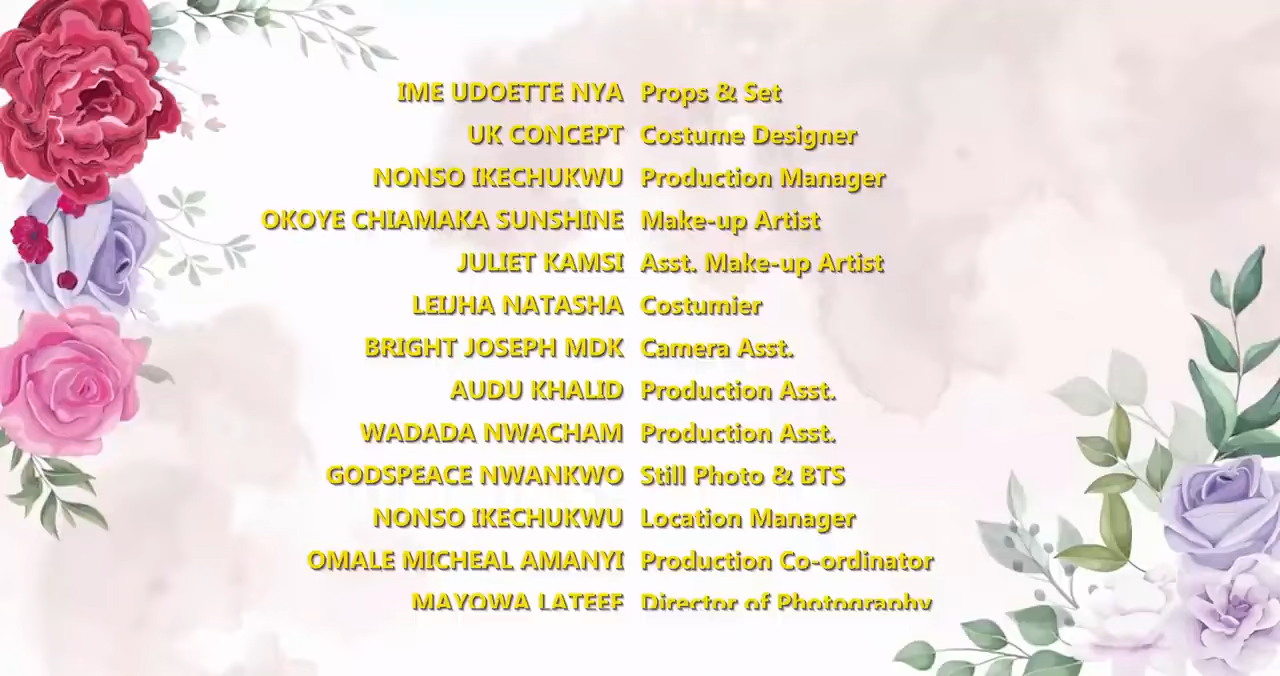 IME UDOETTE NYA Props & Set
UK CONCEPT Costume Designer
NONSO IKECHUKWU Production Manager
OKOYE CHIAMAKA SUNSHINE Make-up Artist
JULIET KAMSI Asst. Make-up Artist
LEIJHA NATASHA Costumier
BRIGHT JOSEPH MDK Camera Asst.
AUDU KHALID Production Asst.
WADADA NWACHAM Production Asst.
GODSPEACE NWANKWO Still Photo & BTS
NONSO IKECHUKWU Location Manager
OMALE MICHEAL AMANYI Production Co-ordinator
MAYOWA LATEEF Director of Photography